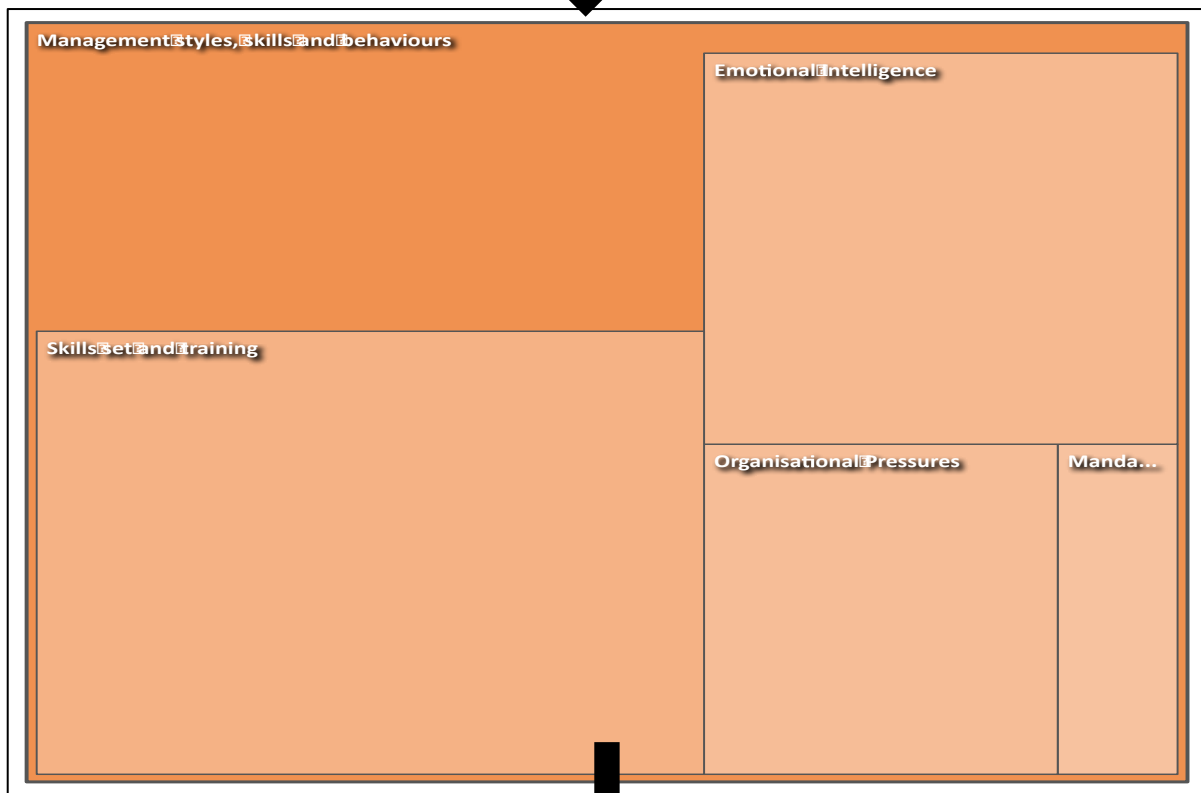 Management styles, skills and behaviours
Emotional Intelligence
Skills set and training
Organisational Pressures
Manda...